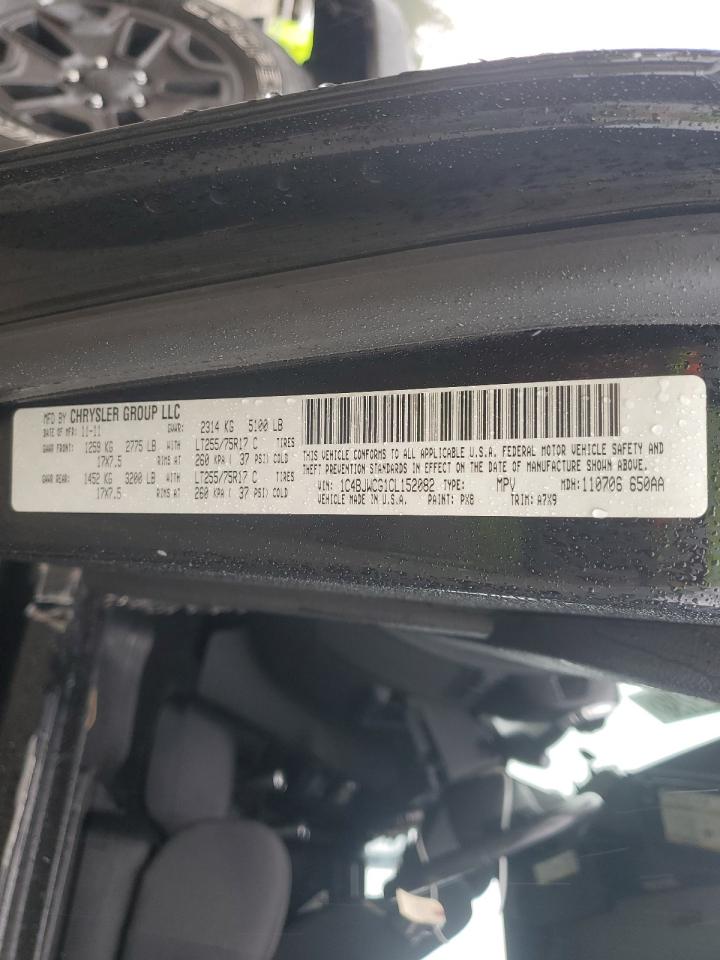 MFD BY CHRYSLER GROUP LLC
DATE OF MFR: 11-11 GVWR: 2314 KG 5100 LB
GAWR FRONT: 1259 KG 2775 LB WITH LT255/75R17 C TIRES
17X7.5 RIMS AT 260 KPA ( 37 PSI) COLD
GAWR REAR: 1452 KG 3200 LB WITH LT255/75R17 C TIRES
17X7.5 RIMS AT 260 KPA ( 37 PSI) COLD
THIS VEHICLE CONFORMS TO ALL APPLICABLE U.S.A. FEDERAL MOTOR VEHICLE SAFETY AND
THEFT PREVENTION STANDARDS IN EFFECT ON THE DATE OF MANUFACTURE SHOWN ABOVE.
VIN: 1C4BJWCG1CL152082 TYPE: MPV MDH: 110706 650AA
VEHICLE MADE IN U.S.A. PAINT: PX8 TRIM: A7X9